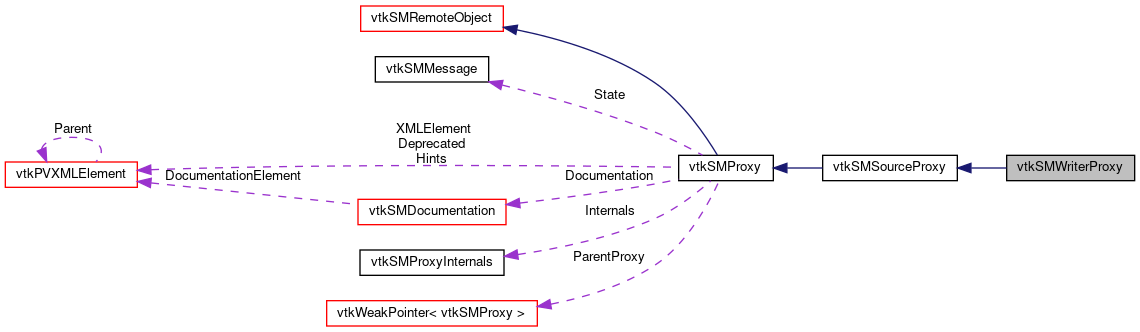 vtkSMRemoteObject
vtkSMMessage
State
Parent
XMLElement
Deprecated
Hints
vtkPVXMLElement
DocumentationElement
Documentation
vtkSMProxy
vtkSMSourceProxy
vtkSMWriterProxy
vtkSMDocumentation
Internals
vtkSMProxyInternals
ParentProxy
vtkWeakPointer< vtkSMProxy >